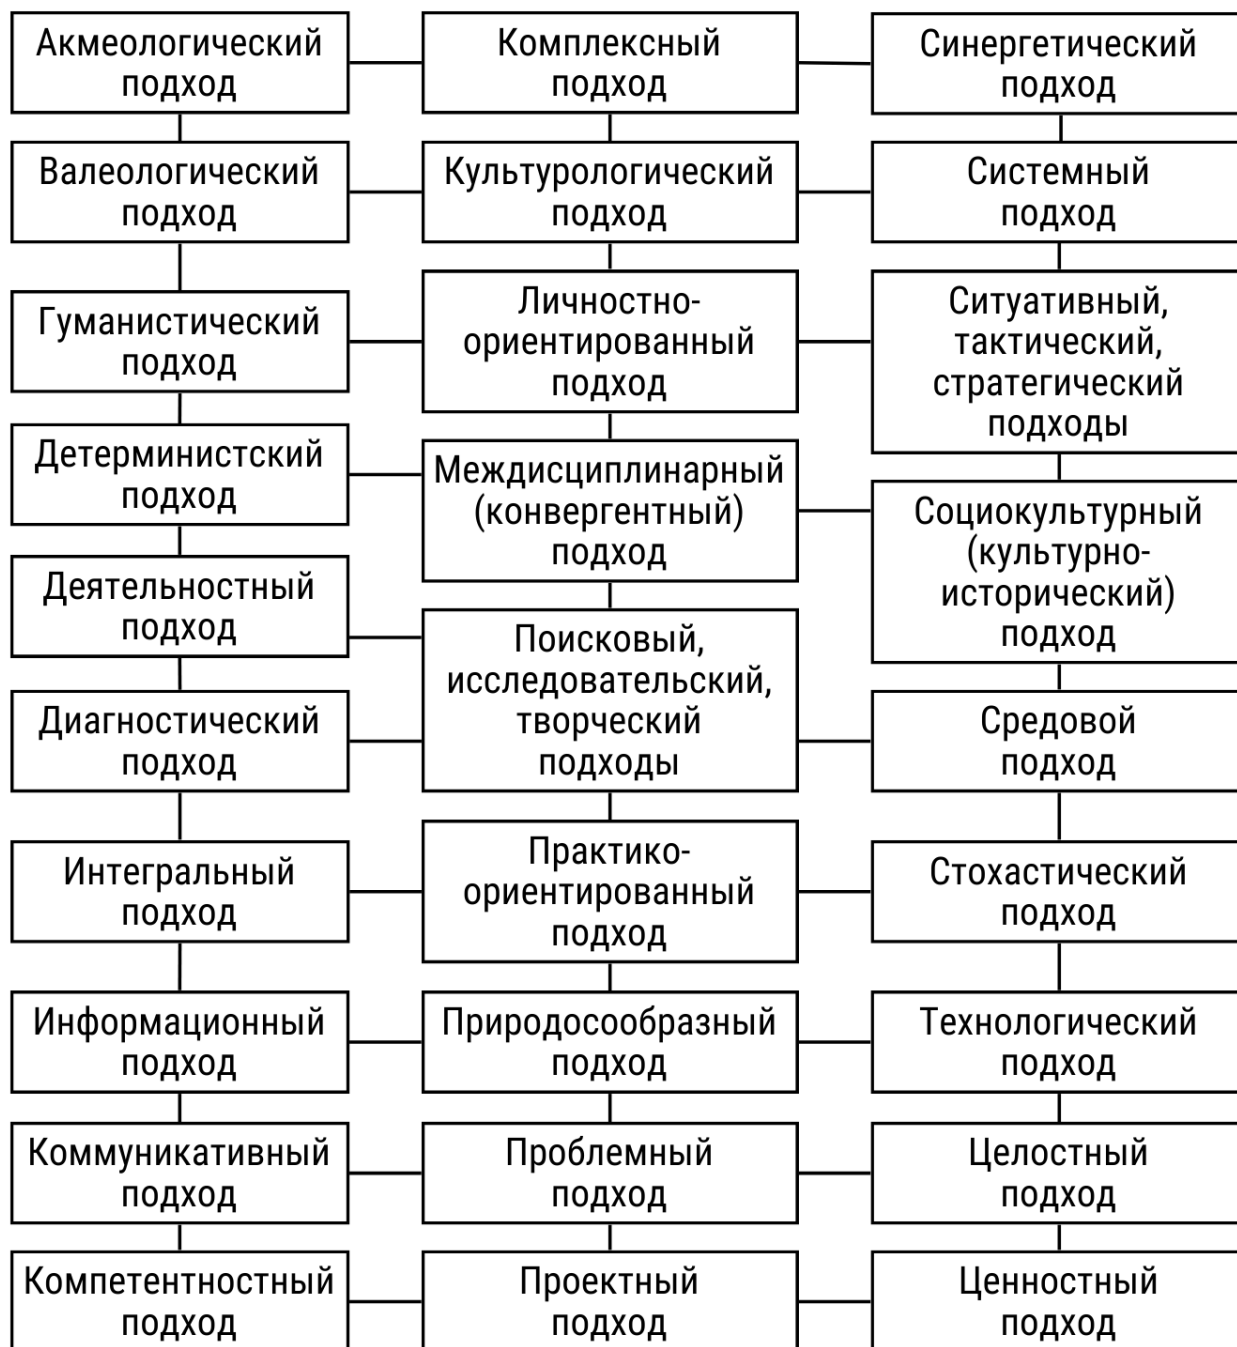 Акмеологический
подход
Комплексный
подход
Синергетический
подход
Валеологический
подход
Культурологический
подход
Системный
подход
Гуманистический
подход
Личностно-
ориентированный
подход
Ситуативный,
тактический,
стратегический
подходы
Детерминистский
подход
Междисциплинарный
(конвергентный)
подход
Социокультурный
(культурно-
исторический)
подход
Деятельностный
подход
Поисковый,
исследовательский,
творческий
подходы
Диагностический
подход
Средовой
подход
Интегральный
подход
Практико-
ориентированный
подход
Стохастический
подход
Информационный
подход
Природосообразный
подход
Технологический
подход
Коммуникативный
подход
Проблемный
подход
Целостный
подход
Компетентностный
подход
Проектный
подход
Ценностный
подход